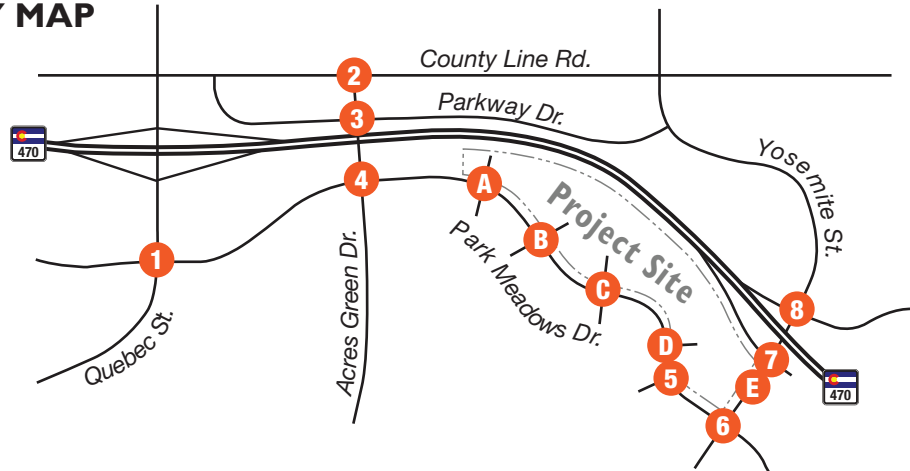 MAP
County Line Rd.
2
Parkway Dr.
3
470
4
A
Yosemite St.
Project Site
B
Park Meadows Dr.
Acres Green Dr.
1
C
8
Quebec St.
D
7
5
E
470
6